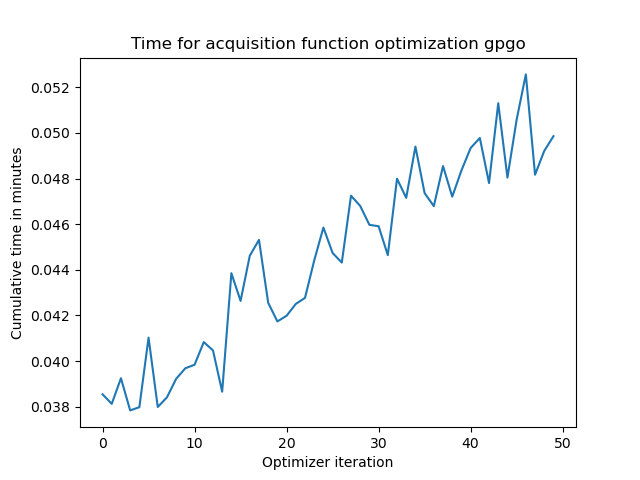 Time for acquisition function optimization gpgo
0.052
0.050
0.048
0.046
0.044
0.042
0.040
0.038
Cumulative time in minutes
0 10 20 30 40 50
Optimizer iteration